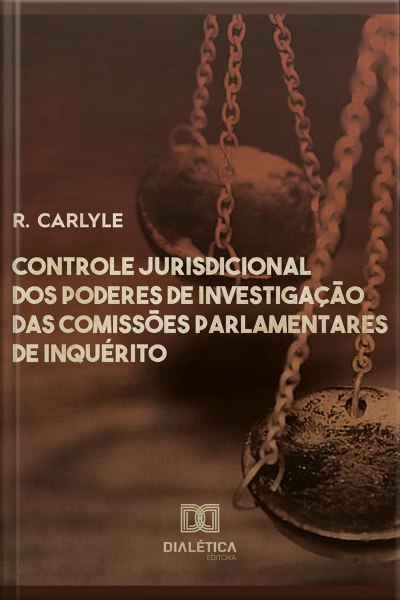 R. CARLYLE
CONTROLE JURISDICIONAL
DOS PODERES DE INVESTIGAÇÃO
DAS COMISSÕES PARLAMENTARES
DE INQUÉRITO
DIALÉTICA
EDITORA